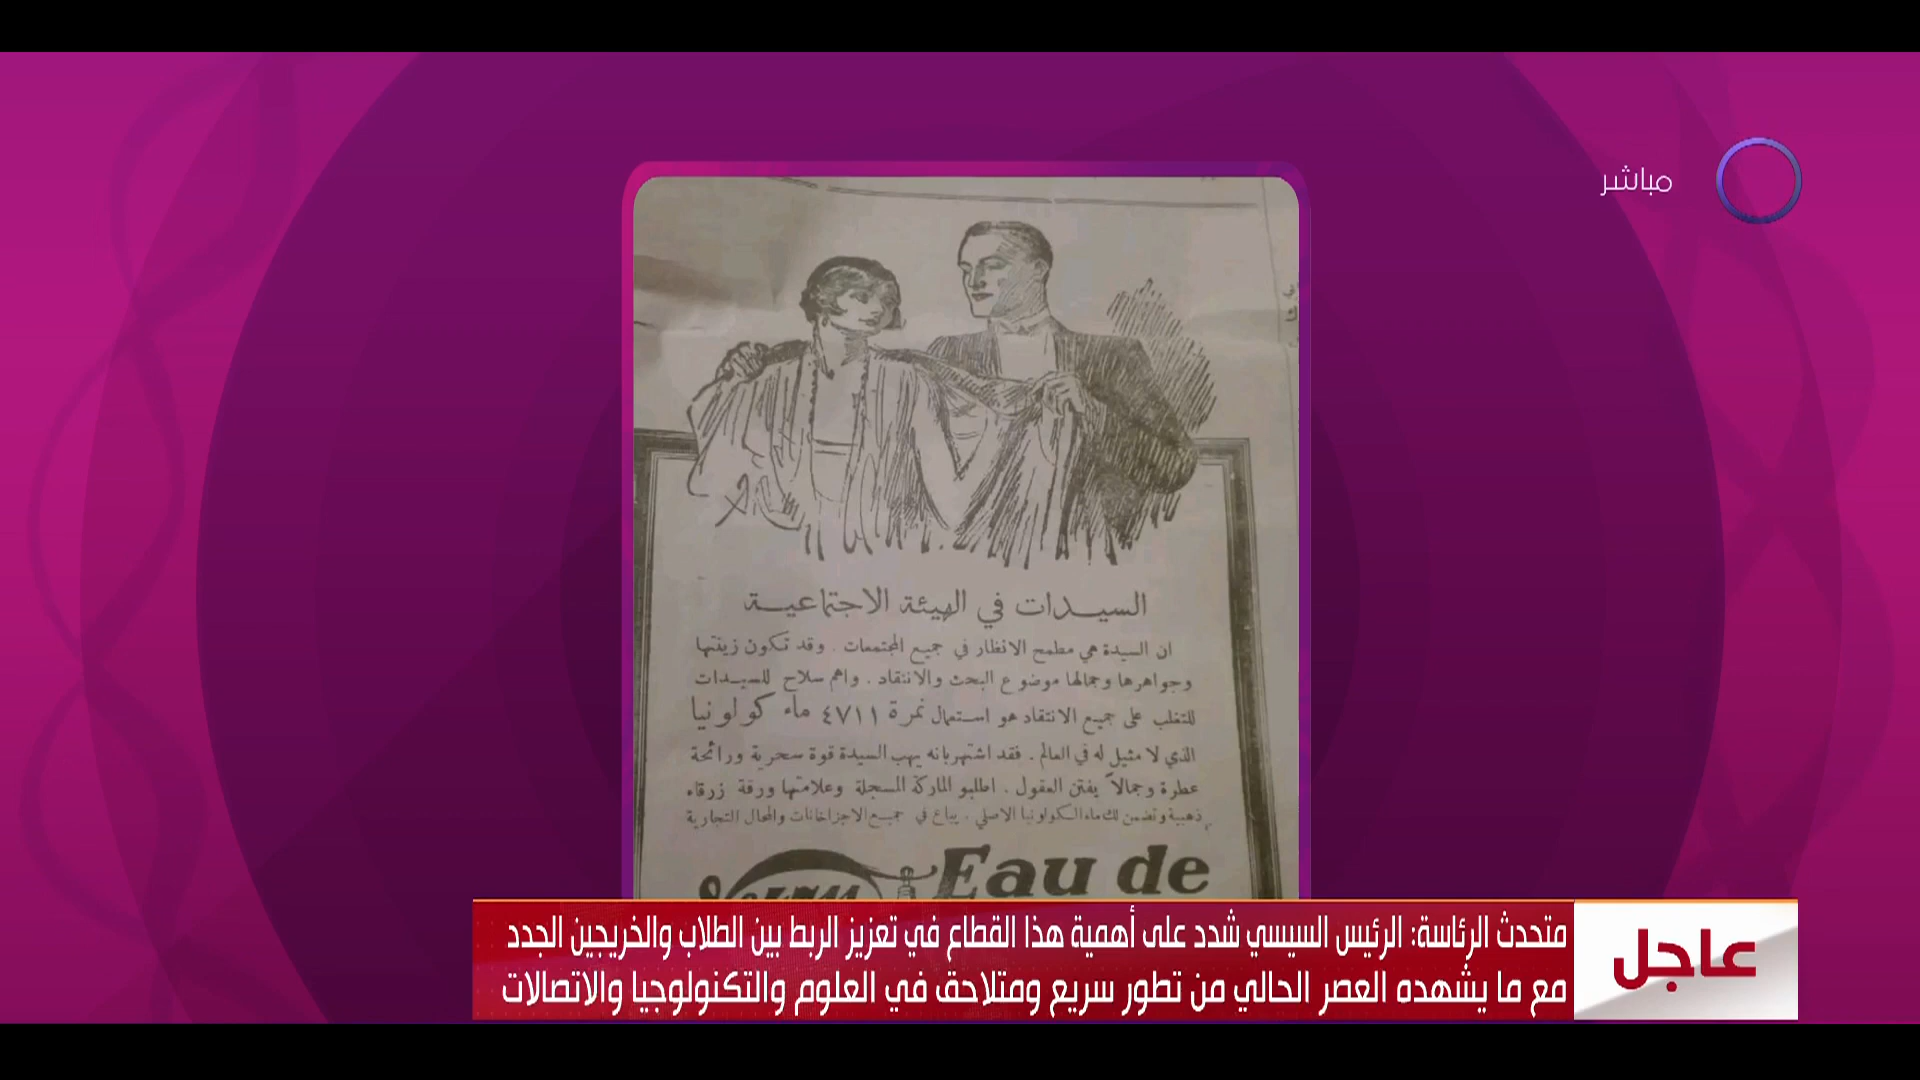 مباشر
السيدات في الهيئة الاجتماعية
ان السيدة هي مطمح الانظار في جميع المجتمعات . وقد تكون زينتها
وجواهرها وجمالها موضوع البحث والانتقاد . واهم سلاح للسيدات
للتغلب على جميع الانتقاد هو استعمال نمرة ٤٧١١ ماء كولونيا
الذي لا مثيل له في العالم . فقد اشتهر بانه يهب السيدة قوة سحرية ورائحة
عطرة وجمالاً يفتن العقول . اطلبو الماركة المسجلة وعلامتها ورقة زرقاء
ذهبية وتضمن لك ماء الكولونيا الاصلي . يباع في جميع الاجزاخانات والمحال التجارية
Eau de
متحدث الرئاسة: الرئيس السيسي شدد على أهمية هذا القطاع في تعزيز الربط بين الطلاب والخريجين الجدد
مع ما يشهده العصر الحالي من تطور سريع ومتلاحق في العلوم والتكنولوجيا والاتصالات
عاجل